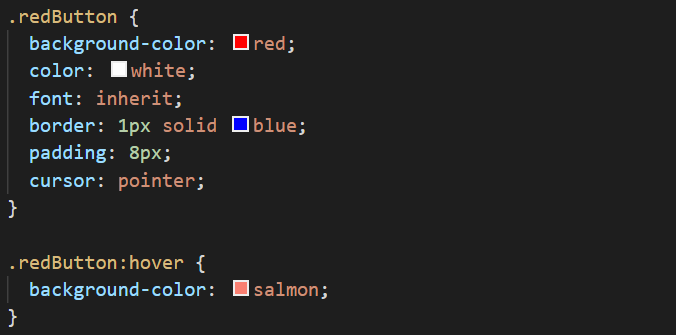 .redButton {
  background-color: red;
  color: white;
  font: inherit;
  border: 1px solid blue;
  padding: 8px;
  cursor: pointer;
}

.redButton:hover {
  background-color: salmon;
}